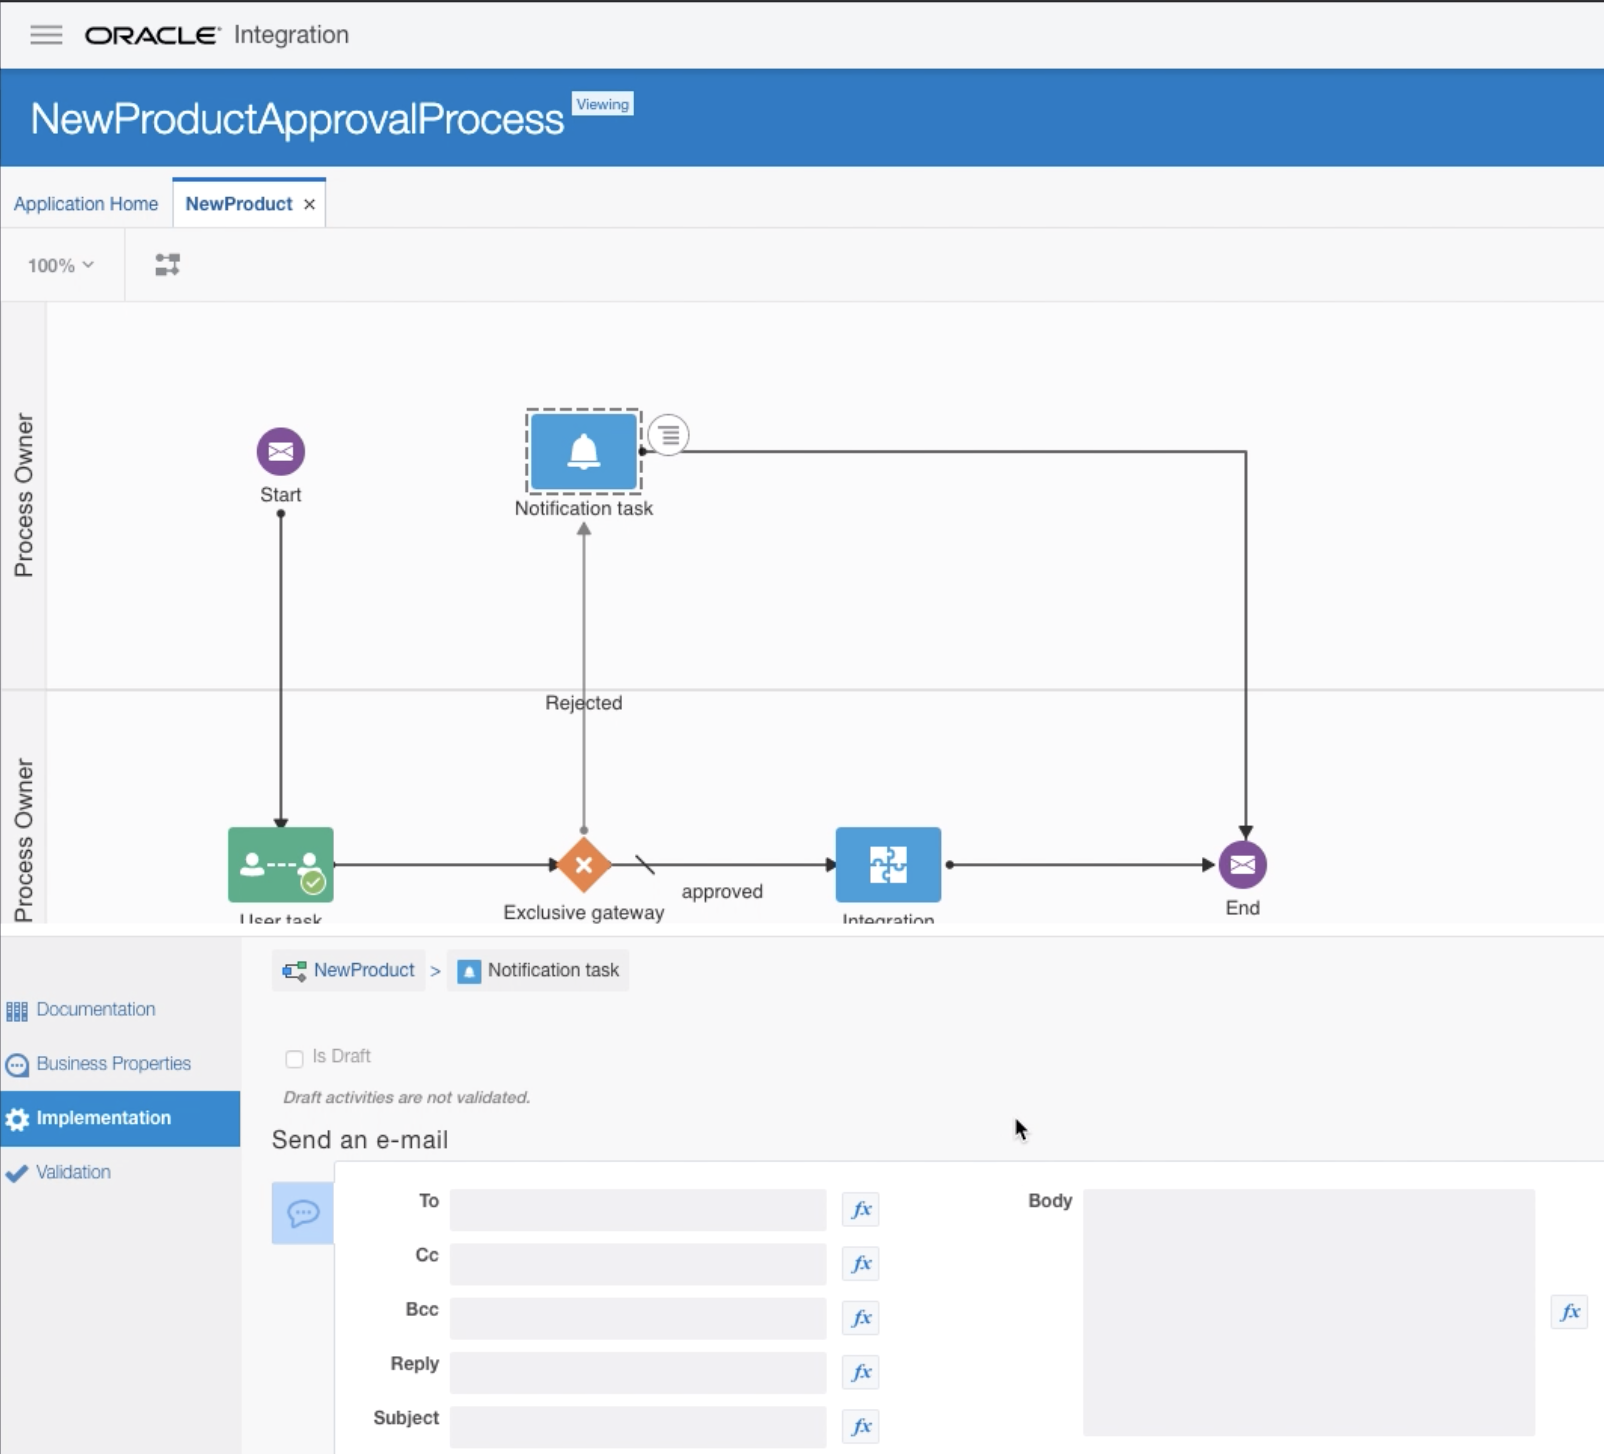 ORACLE Integration
NewProductApprovalProcess Viewing
Application Home NewProduct ×
100%
Process Owner
Start
Notification task
Rejected
Process Owner
approved
User task
Exclusive gateway
Integration
End
NewProduct > Notification task
Documentation
Business Properties
Implementation
Validation
Is Draft
Draft activities are not validated.
Send an e-mail
To fx
Cc fx
Bcc fx
Reply fx
Subject fx
Body fx